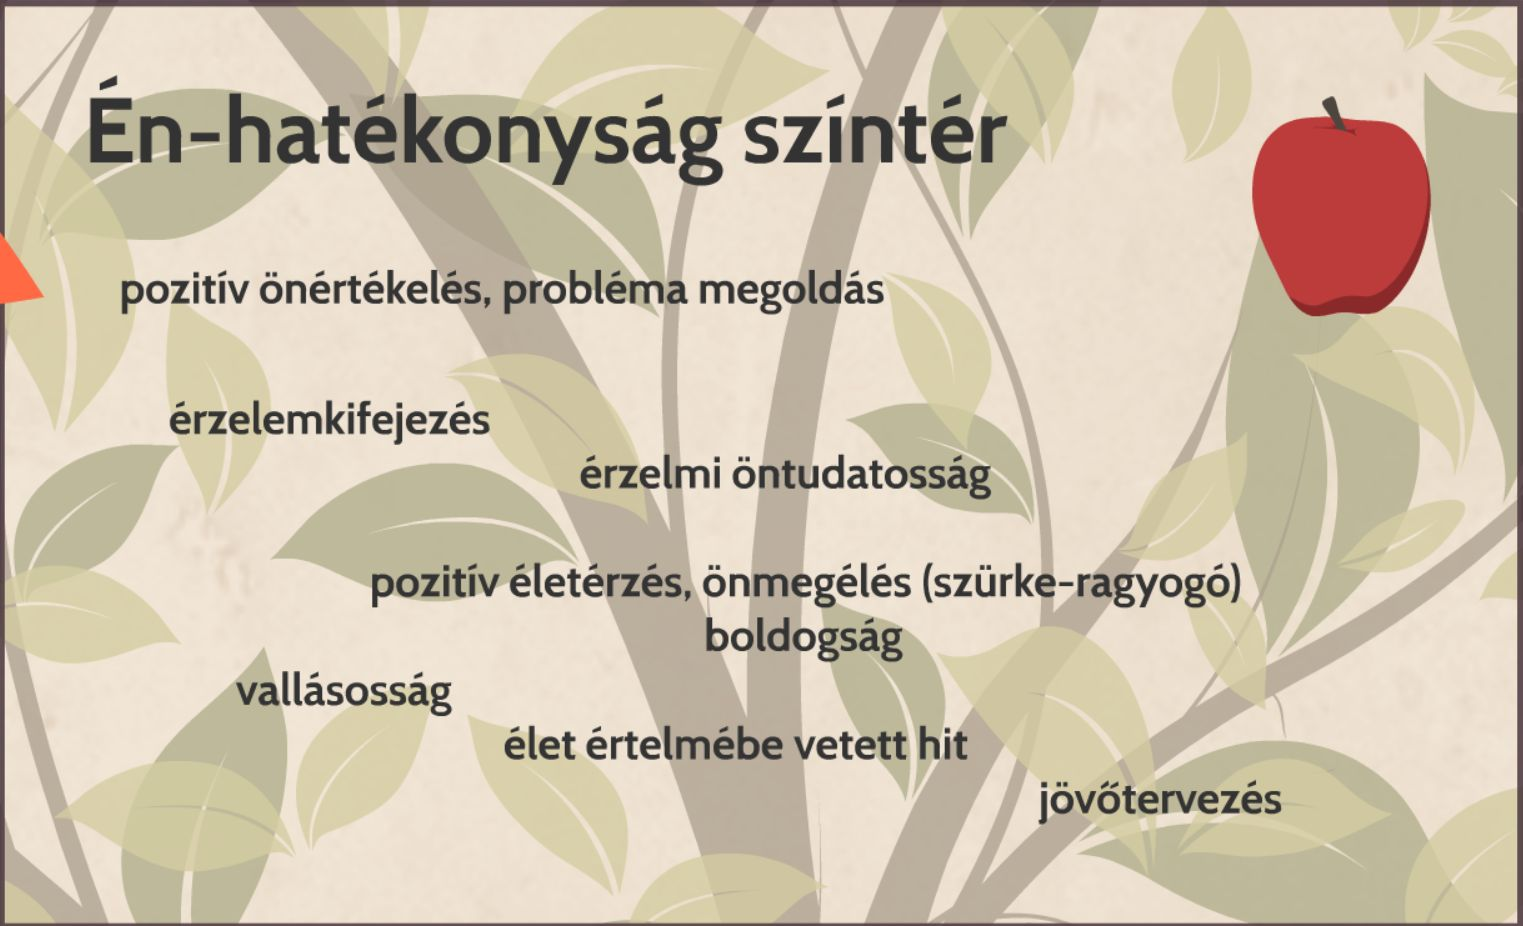 Én-hatékonyság színtér
pozitív önértékelés, probléma megoldás
érzelemkifejezés
érzelmi öntudatosság
pozitív életérzés, önmegélés (szürke-ragyogó)
boldogság
vallásosság
élet értelmébe vetett hit
jövőtervezés